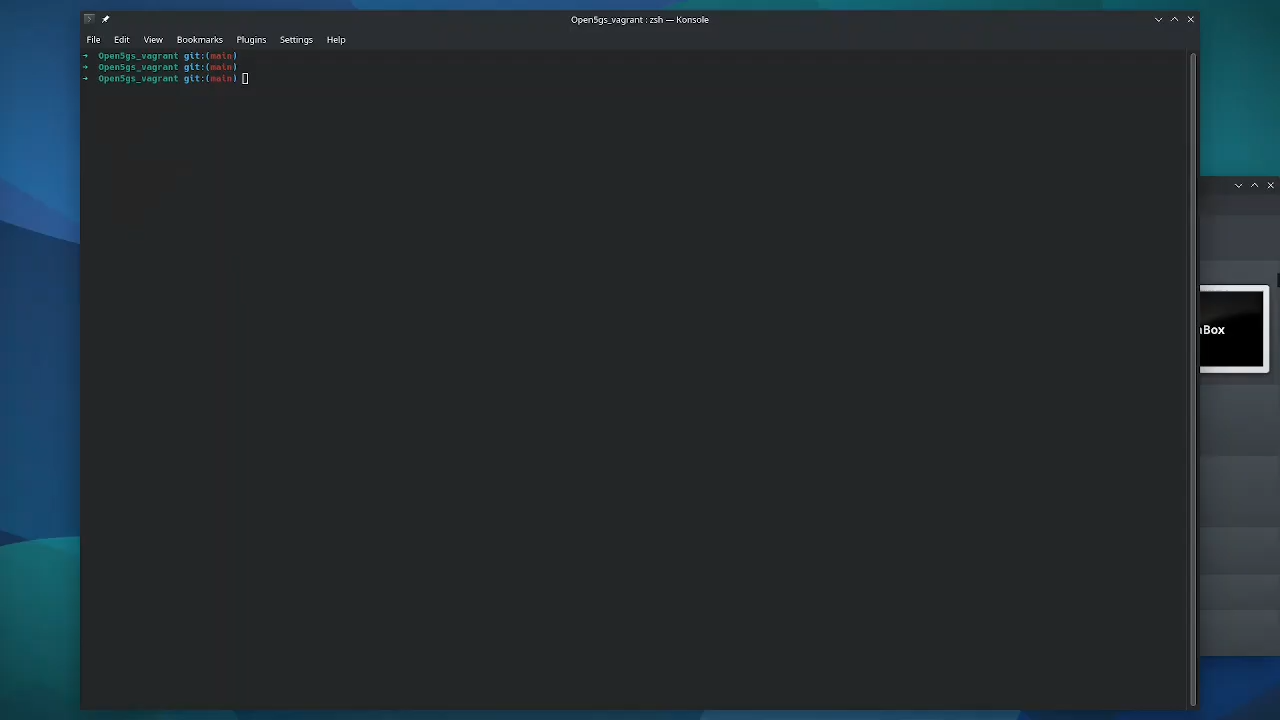 Open5gs_vagrant : zsh — Konsole
File Edit View Bookmarks Plugins Settings Help
➜ Open5gs_vagrant git:(main)
➜ Open5gs_vagrant git:(main)
➜ Open5gs_vagrant git:(main)
Box